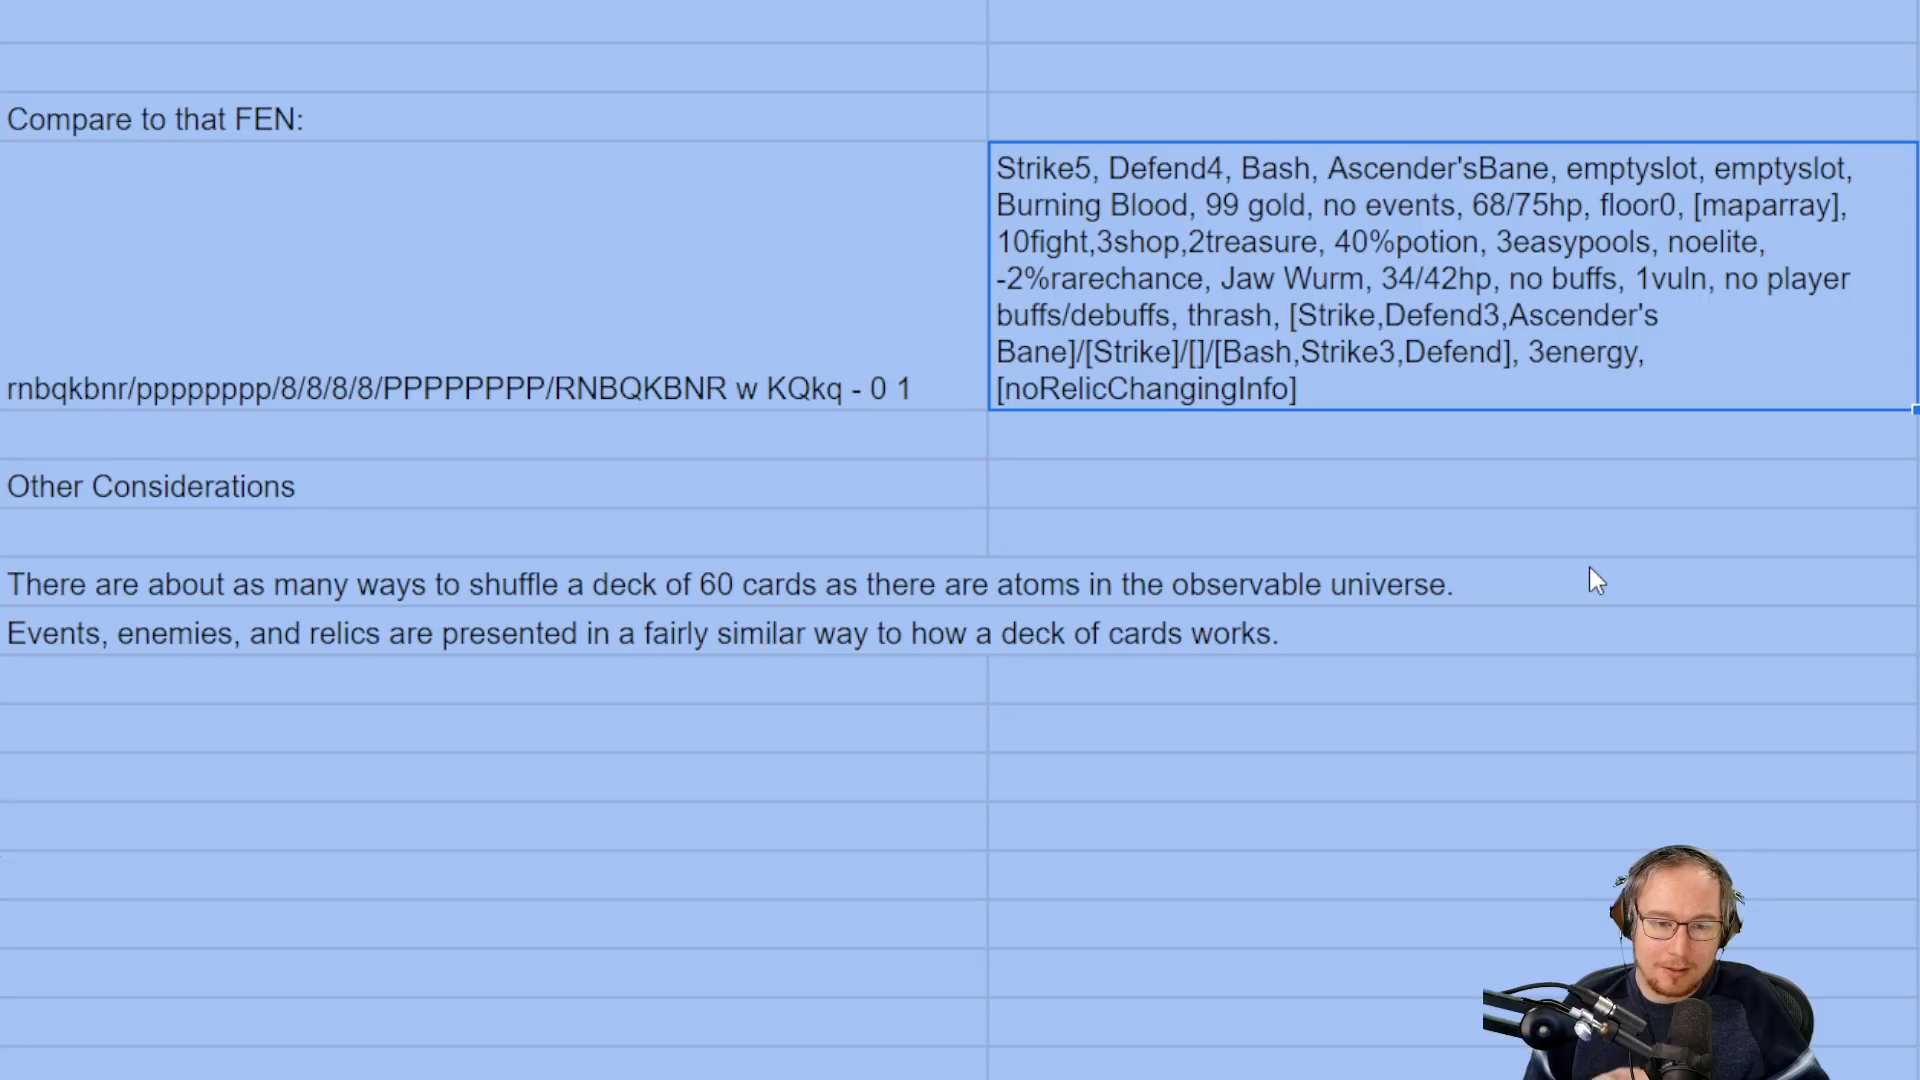 Compare to that FEN:
Strike5, Defend4, Bash, Ascender'sBane, emptyslot, emptyslot,
Burning Blood, 99 gold, no events, 68/75hp, floor0, [maparray],
10fight,3shop,2treasure, 40%potion, 3easypools, noelite,
-2%rarechance, Jaw Wurm, 34/42hp, no buffs, 1vuln, no player
buffs/debuffs, thrash, [Strike,Defend3,Ascender's
Bane]/[Strike]/[]/[Bash,Strike3,Defend], 3energy,
[noRelicChangingInfo]
rnbqkbnr/pppppppp/8/8/8/8/PPPPPPPP/RNBQKBNR w KQkq - 0 1
Other Considerations
There are about as many ways to shuffle a deck of 60 cards as there are atoms in the observable universe.
Events, enemies, and relics are presented in a fairly similar way to how a deck of cards works.